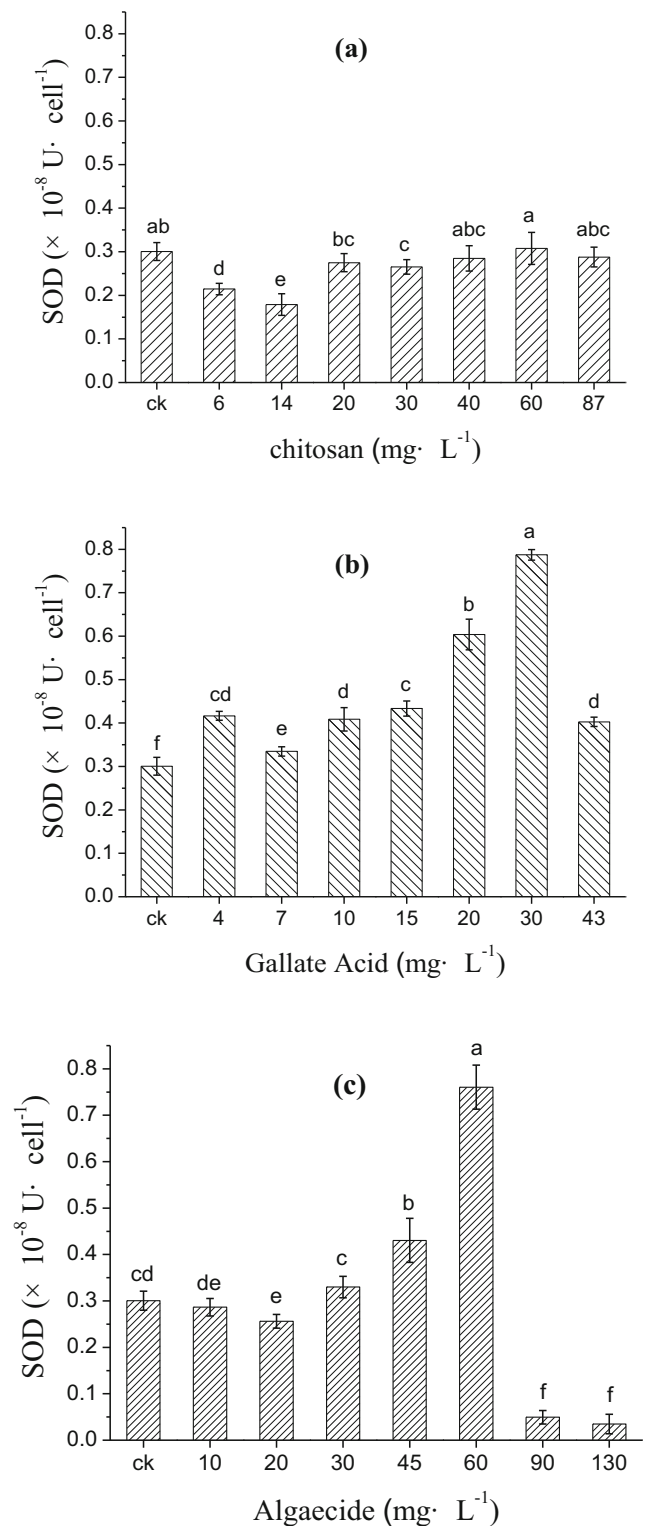 (a)
0.8
0.7
0.6
0.5
0.4
0.3
0.2
0.1
0.0
SOD (× 10⁻⁸ U· cell⁻¹)
ab
d
e
bc
c
abc
a
abc
ck 6 14 20 30 40 60 87
chitosan (mg· L⁻¹)
(b)
0.8
0.7
0.6
0.5
0.4
0.3
0.2
0.1
0.0
SOD (× 10⁻⁸ U· cell⁻¹)
f
cd
e
d
c
b
a
d
ck 4 7 10 15 20 30 43
Gallate Acid (mg· L⁻¹)
(c)
0.8
0.7
0.6
0.5
0.4
0.3
0.2
0.1
0.0
SOD (× 10⁻⁸ U· cell⁻¹)
cd
de
e
c
b
a
f
f
ck 10 20 30 45 60 90 130
Algaecide (mg· L⁻¹)